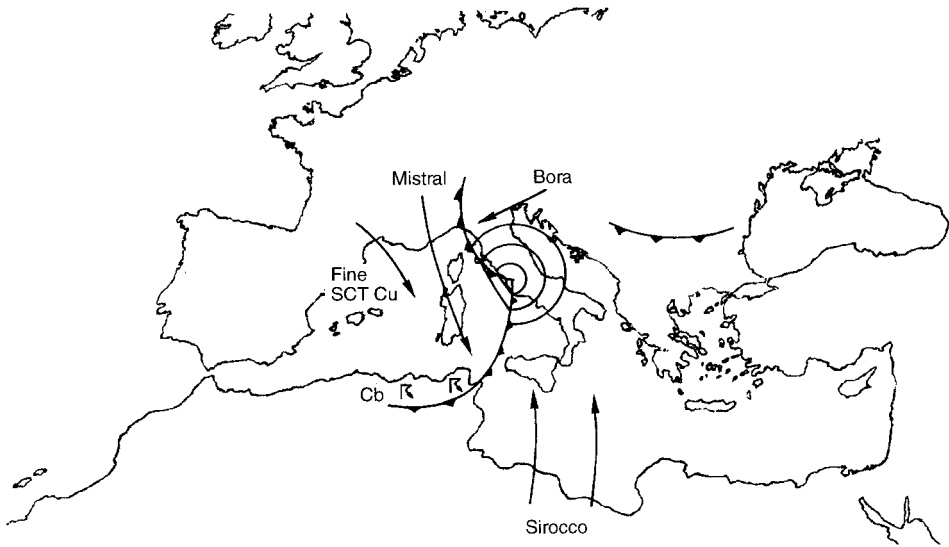 Mistral
Bora
Fine
SCT Cu
Cb
Sirocco